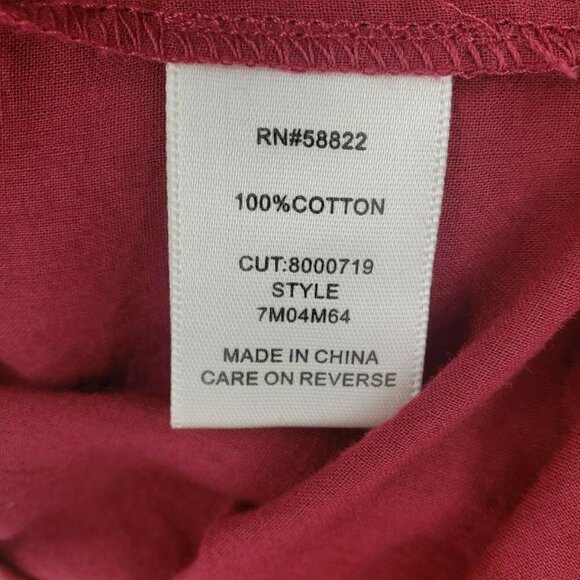 RN#58822
100%COTTON
CUT:8000719
STYLE
7M04M64
MADE IN CHINA
CARE ON REVERSE